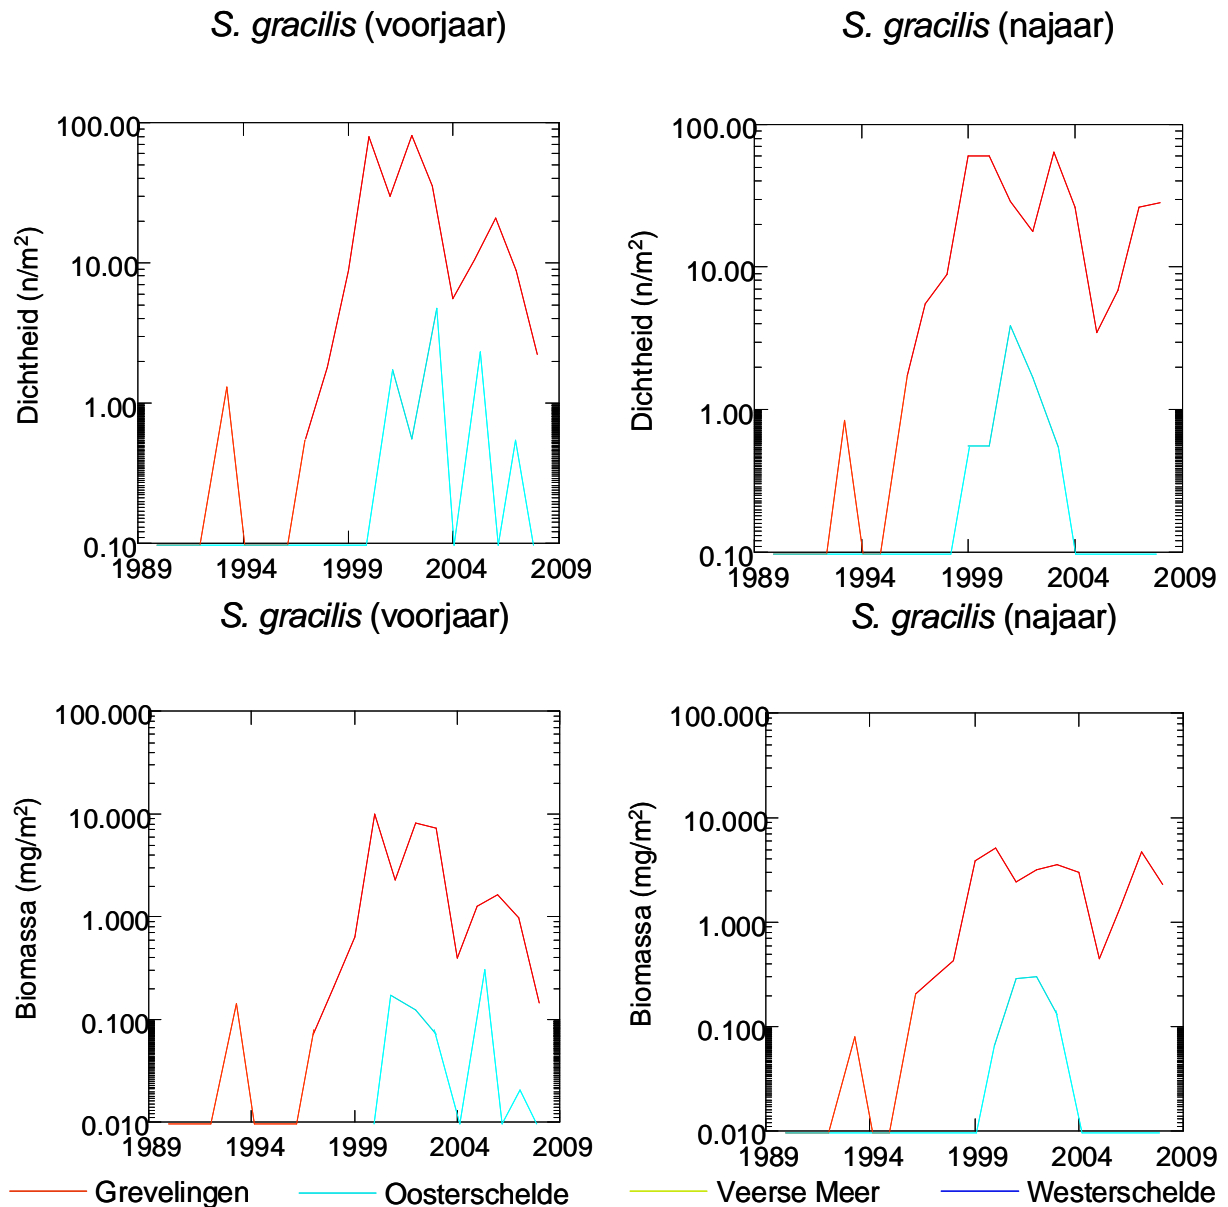 S. gracilis (voorjaar)
S. gracilis (najaar)
Dichtheid (n/m²)
100.00
10.00
1.00
0.10
1989 1994 1999 2004 2009
Dichtheid (n/m²)
100.00
10.00
1.00
0.10
1989 1994 1999 2004 2009
S. gracilis (voorjaar)
S. gracilis (najaar)
Biomassa (mg/m²)
100.000
10.000
1.000
0.100
0.010
1989 1994 1999 2004 2009
Biomassa (mg/m²)
100.000
10.000
1.000
0.100
0.010
1989 1994 1999 2004 2009
Grevelingen Oosterschelde Veerse Meer Westerschelde